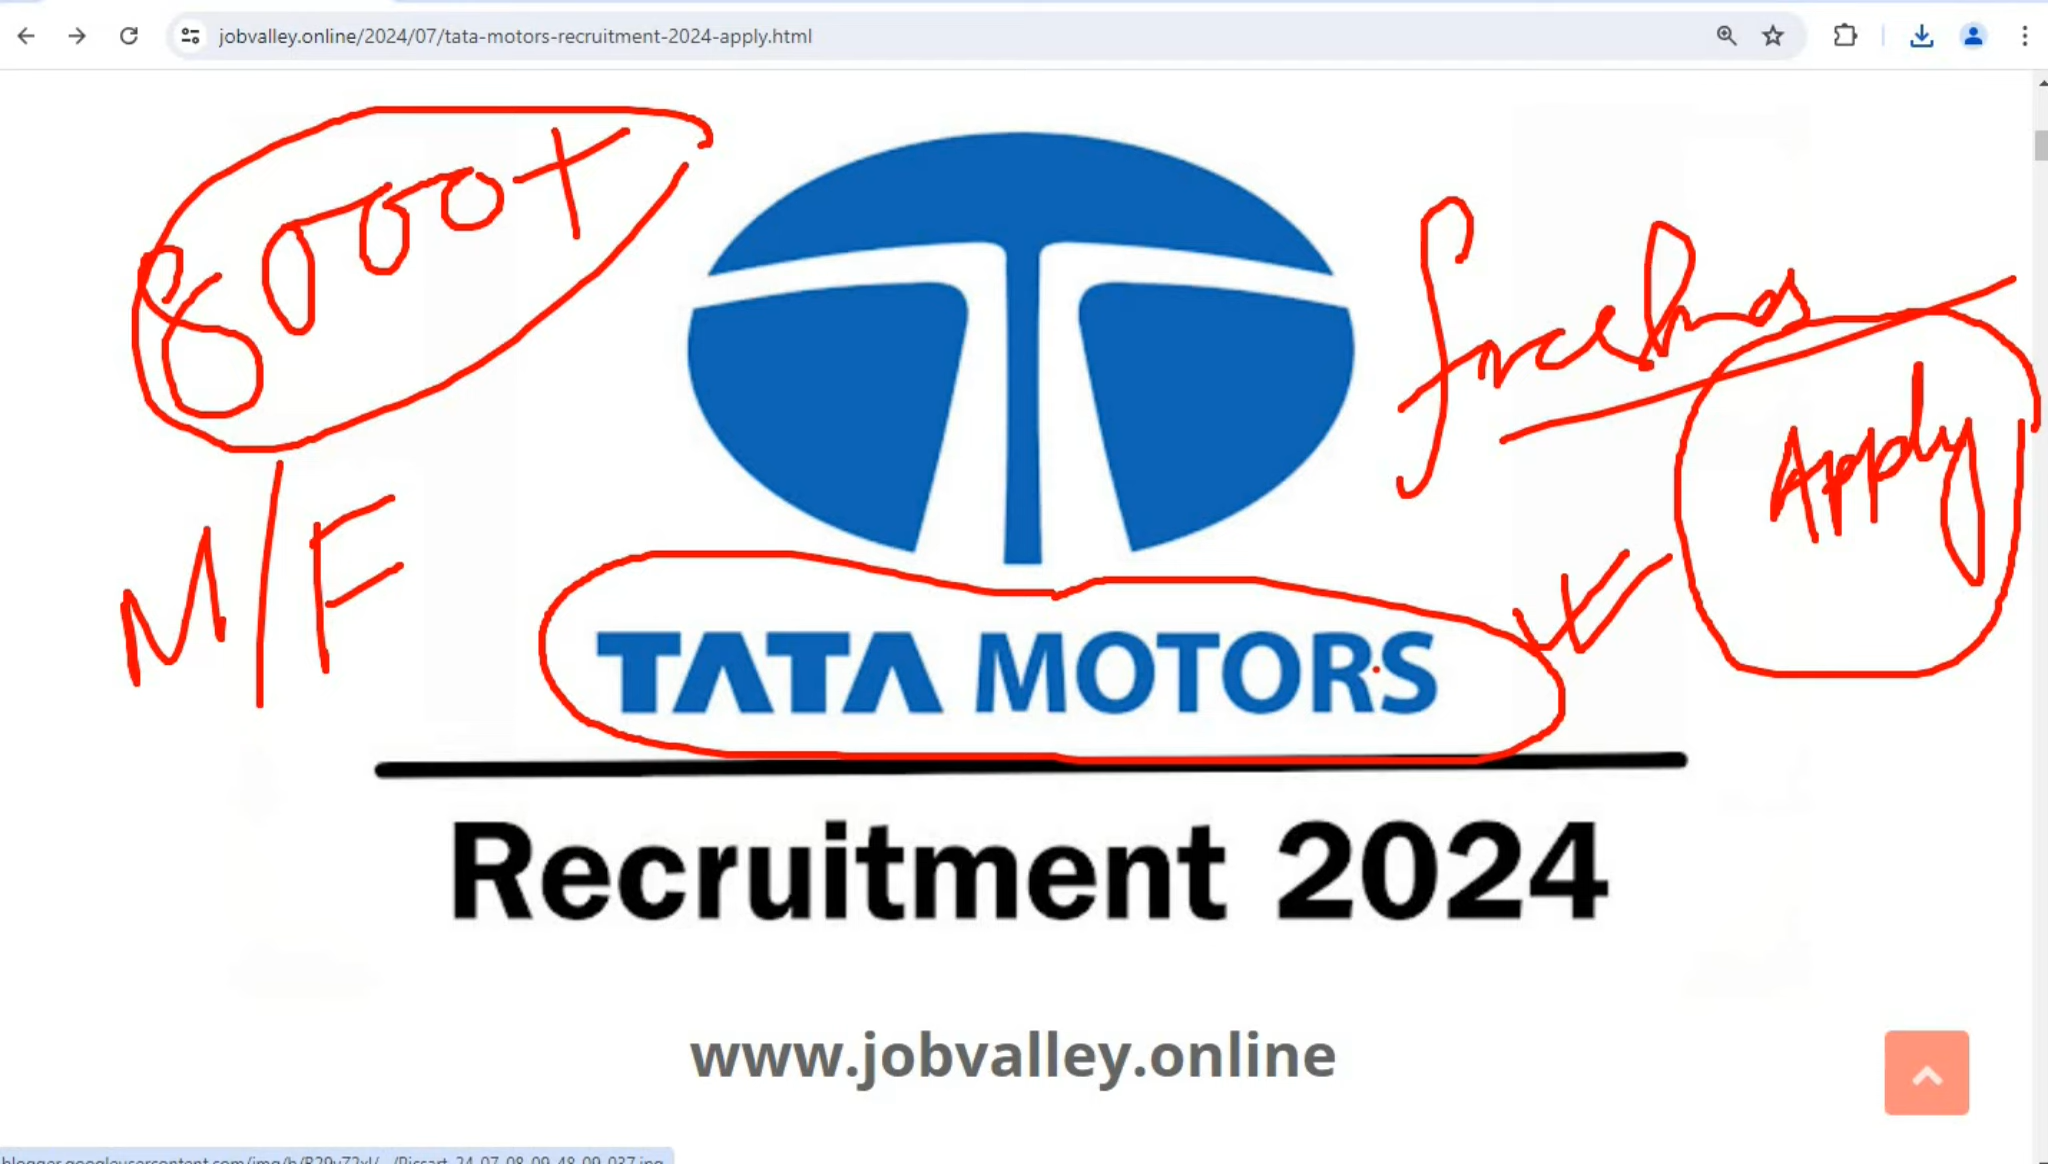 jobvalley.online/2024/07/tata-motors-recruitment-2024-apply.html
8000+
freshers
Apply
M/F
TATA MOTORS
Recruitment 2024
www.jobvalley.online